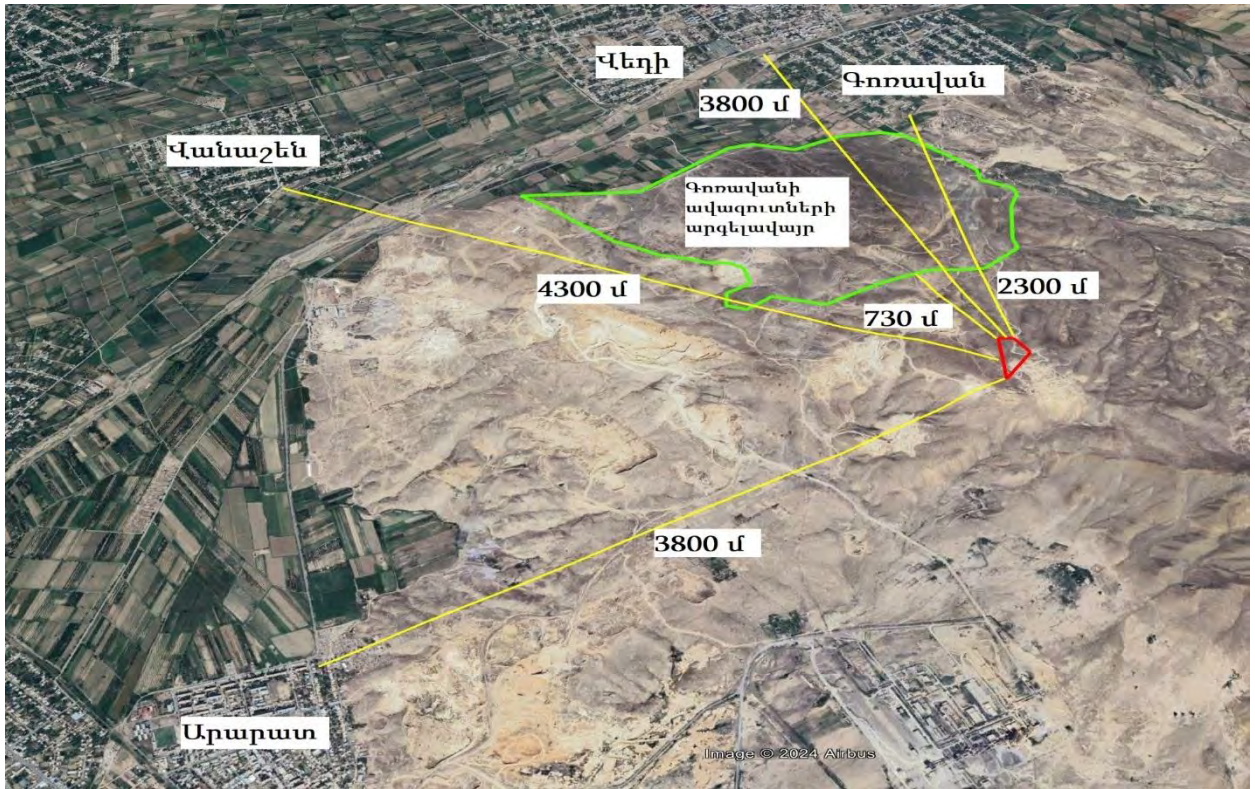 Վեդի
Գոռավան
3800 մ
Վանաշեն
Գոռավանի
ավազուտների
արգելավայր
4300 մ
2300 մ
730 մ
3800 մ
Արարատ
Image © 2024 Airbus